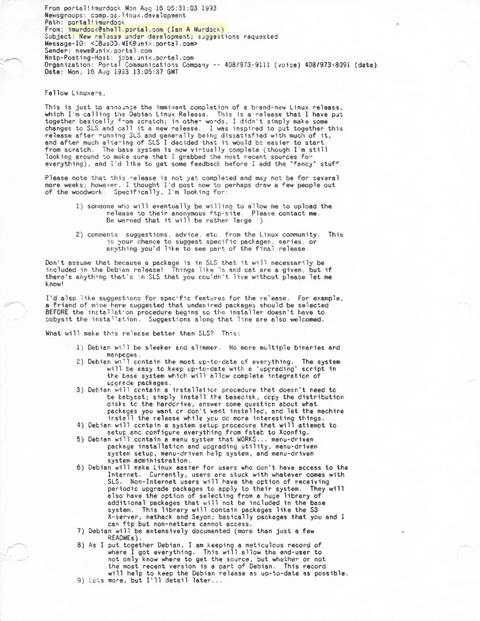 From portal!imurdock Mon Aug 16 05:31:03 1993
Newsgroups: comp.os.linux.development
Path: portal!imurdock
From: imurdock@shell.portal.com (Ian A Murdock)
Subject: New release under development; suggestions requested
Message-ID: <CBusDD.MIK@unix.portal.com>
Sender: news@unix.portal.com
Nntp-Posting-Host: jobe.unix.portal.com
Organization: Portal Communications Company -- 408/973-9111 (voice) 408/973-8091 (data)
Date: Mon, 16 Aug 1993 13:05:37 GMT
Fellow Linuxers,
This is just to announce the imminent completion of a brand-new Linux release,
which I'm calling the Debian Linux Release. This is a release that I have put
together basically from scratch; in other words, I didn't simply make some
changes to SLS and call it a new release. I was inspired to put together this
release after running SLS and generally being dissatisfied with much of it,
and after much altering of SLS I decided that it would be easier to start
from scratch. The base system is now virtually complete (though I'm still
looking around to make sure that I grabbed the most recent sources for
everything), and I'd like to get some feedback before I add the "fancy" stuff.
Please note that this release is not yet completed and may not be for several
more weeks; however, I thought I'd post now to perhaps draw a few people out
of the woodwork. Specifically, I'm looking for:
1) someone who will eventually be willing to allow me to upload the
release to their anonymous ftp-site. Please contact me.
Be warned that it will be rather large :)
2) comments, suggestions, advice, etc. from the Linux community. This
is your chance to suggest specific packages, series, or
anything you'd like to see part of the final release.
Don't assume that because a package is in SLS that it will necessarily be
included in the Debian release! Things like ls and cat are a given, but if
there's anything that's in SLS that you couldn't live without please let me
know!
I'd also like suggestions for specific features for the release. For example,
a friend of mine here suggested that undesired packages should be selected
BEFORE the installation procedure begins so the installer doesn't have to
babysit the installation. Suggestions along that line are also welcomed.
What will make this release better than SLS? This:
1) Debian will be sleeker and slimmer. No more multiple binaries and
manpages.
2) Debian will contain the most up-to-date of everything. The system
will be easy to keep up-to-date with a 'upgrading' script in
the base system which will allow complete integration of
upgrade packages.
3) Debian will contain a installation procedure that doesn't need to
be babysat; simply install the basedisk, copy the distribution
disks to the harddrive, answer some question about what
packages you want or don't want installed, and let the machine
install the release while you do more interesting things.
4) Debian will contain a system setup procedure that will attempt to
setup and configure everything from fstab to Xconfig.
5) Debian will contain a menu system that WORKS... menu-driven
package installation and upgrading utility, menu-driven
system setup, menu-driven help system, and menu-driven
system administration.
6) Debian will make Linux easier for users who don't have access to the
Internet. Currently, users are stuck with whatever comes with
SLS. Non-Internet users will have the option of receiving
periodic upgrade packages to apply to their system. They will
also have the option of selecting from a huge library of
additional packages that will not be included in the base
system. This library will contain packages like the S3
X-server, nethack and Seyon; basically packages that you and I
can ftp but non-netters cannot access.
7) Debian will be extensively documented (more than just a few
READMEs).
8) As I put together Debian, I am keeping a meticulous record of
where I got everything. This will allow the end-user to
not only know where to get the source, but whether or not
the most recent version is a part of Debian. This record
will help to keep the Debian release as up-to-date as possible.
9) Lots more, but I'll detail later...